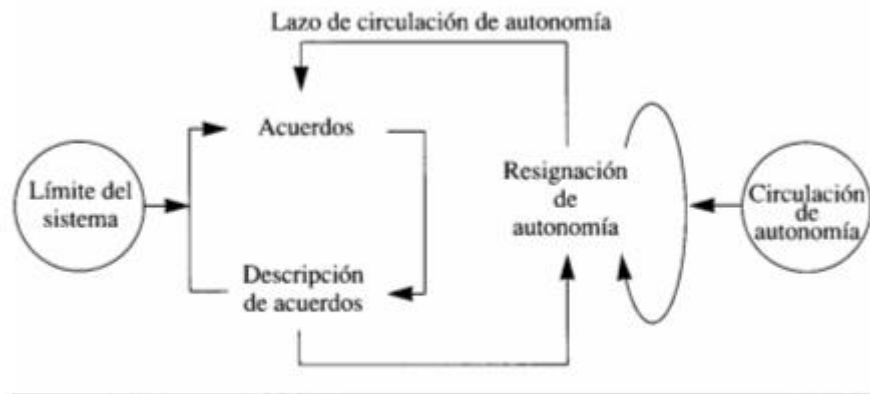 Lazo de circulación de autonomía
Acuerdos
Límite del
sistema
Resignación
de
autonomía
Circulación
de
autonomía
Descripción
de acuerdos